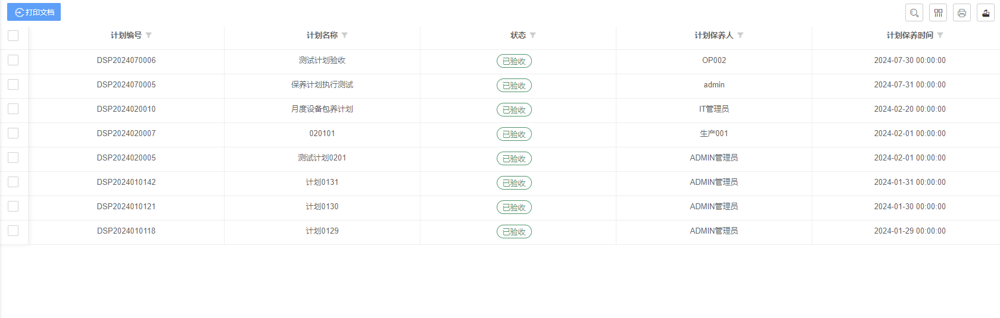 打印文档
计划编号 计划名称 状态 计划保养人 计划保养时间
DSP2024070006 测试计划验收 已验收 OP002 2024-07-30 00:00:00
DSP2024070005 保养计划执行测试 已验收 admin 2024-07-31 00:00:00
DSP2024020010 月度设备包养计划 已验收 IT管理员 2024-02-20 00:00:00
DSP2024020007 020101 已验收 生产001 2024-02-01 00:00:00
DSP2024020005 测试计划0201 已验收 ADMIN管理员 2024-02-01 00:00:00
DSP2024010142 计划0131 已验收 ADMIN管理员 2024-01-31 00:00:00
DSP2024010121 计划0130 已验收 ADMIN管理员 2024-01-30 00:00:00
DSP2024010118 计划0129 已验收 ADMIN管理员 2024-01-29 00:00:00